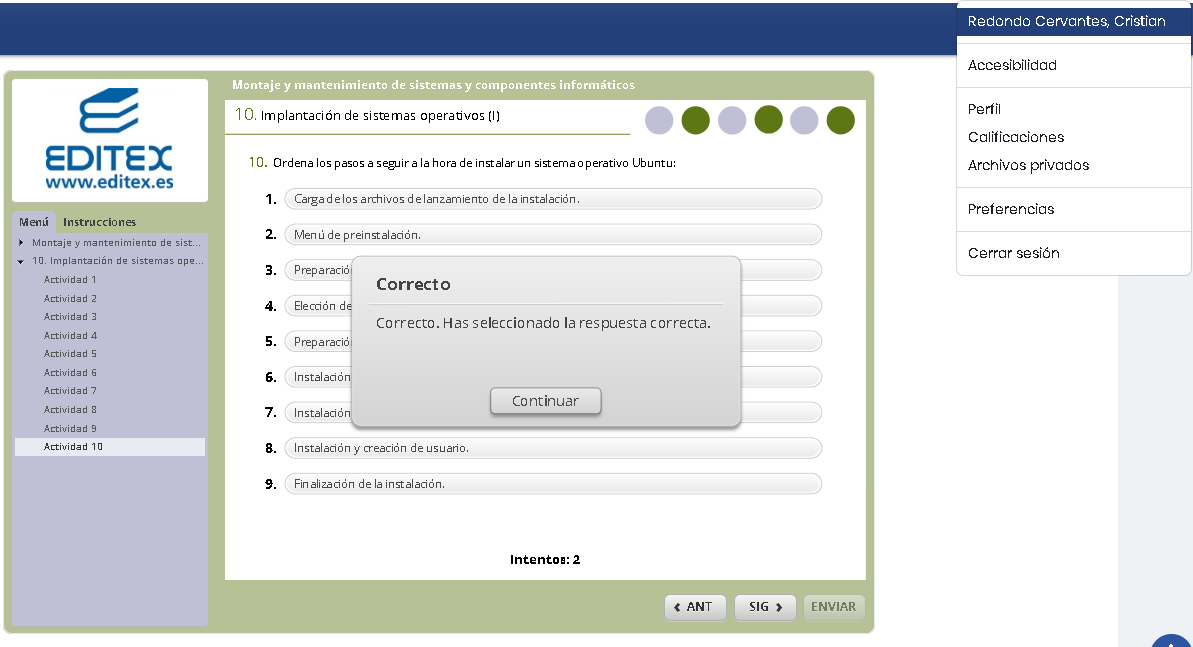 Redondo Cervantes, Cristian
Accesibilidad
Perfil
Calificaciones
Archivos privados
Preferencias
Cerrar sesión
EDITEX
www.editex.es
Menú Instrucciones
Montaje y mantenimiento de sist...
10. Implantación de sistemas ope...
Actividad 1
Actividad 2
Actividad 3
Actividad 4
Actividad 5
Actividad 6
Actividad 7
Actividad 8
Actividad 9
Actividad 10
Montaje y mantenimiento de sistemas y componentes informáticos
10. Implantación de sistemas operativos (I)
10. Ordena los pasos a seguir a la hora de instalar un sistema operativo Ubuntu:
1. Carga de los archivos de lanzamiento de la instalación.
2. Menú de preinstalación.
3. Preparació
4. Elección de
5. Preparació
6. Instalación
7. Instalación
8. Instalación y creación de usuario.
9. Finalización de la instalación.
Correcto
Correcto. Has seleccionado la respuesta correcta.
Continuar
Intentos: 2
ANT
SIG
ENVIAR